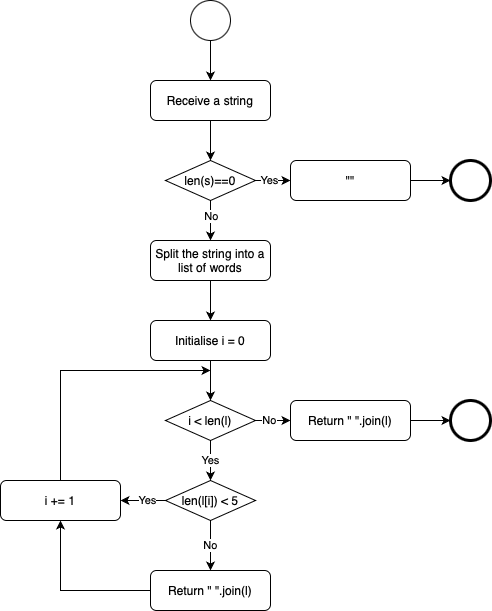 Receive a string
len(s)==0
Yes
""
No
Split the string into a
list of words
Initialise i = 0
i < len(l)
No
Return " ".join(l)
Yes
i += 1
Yes
len(l[i]) < 5
No
Return " ".join(l)